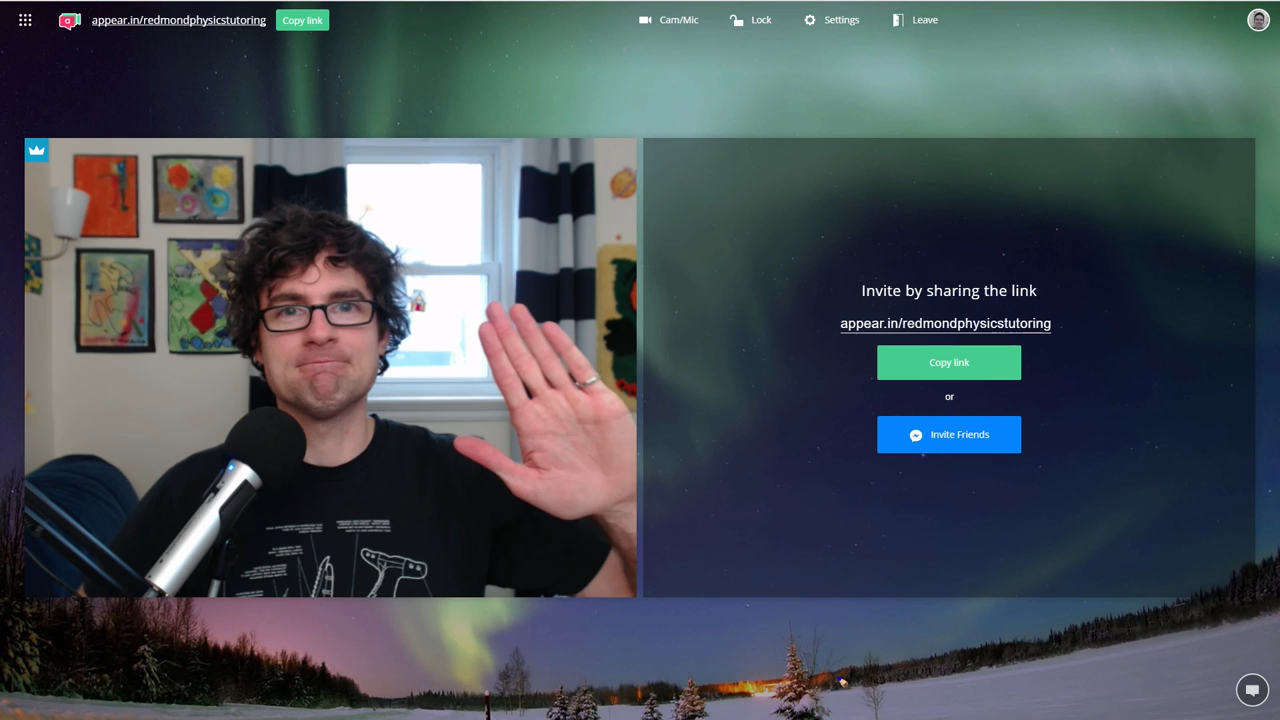 appear.in/redmondphysicstutoring
Copy link
Cam/Mic
Lock
Settings
Leave
Invite by sharing the link
appear.in/redmondphysicstutoring
Copy link
or
Invite Friends